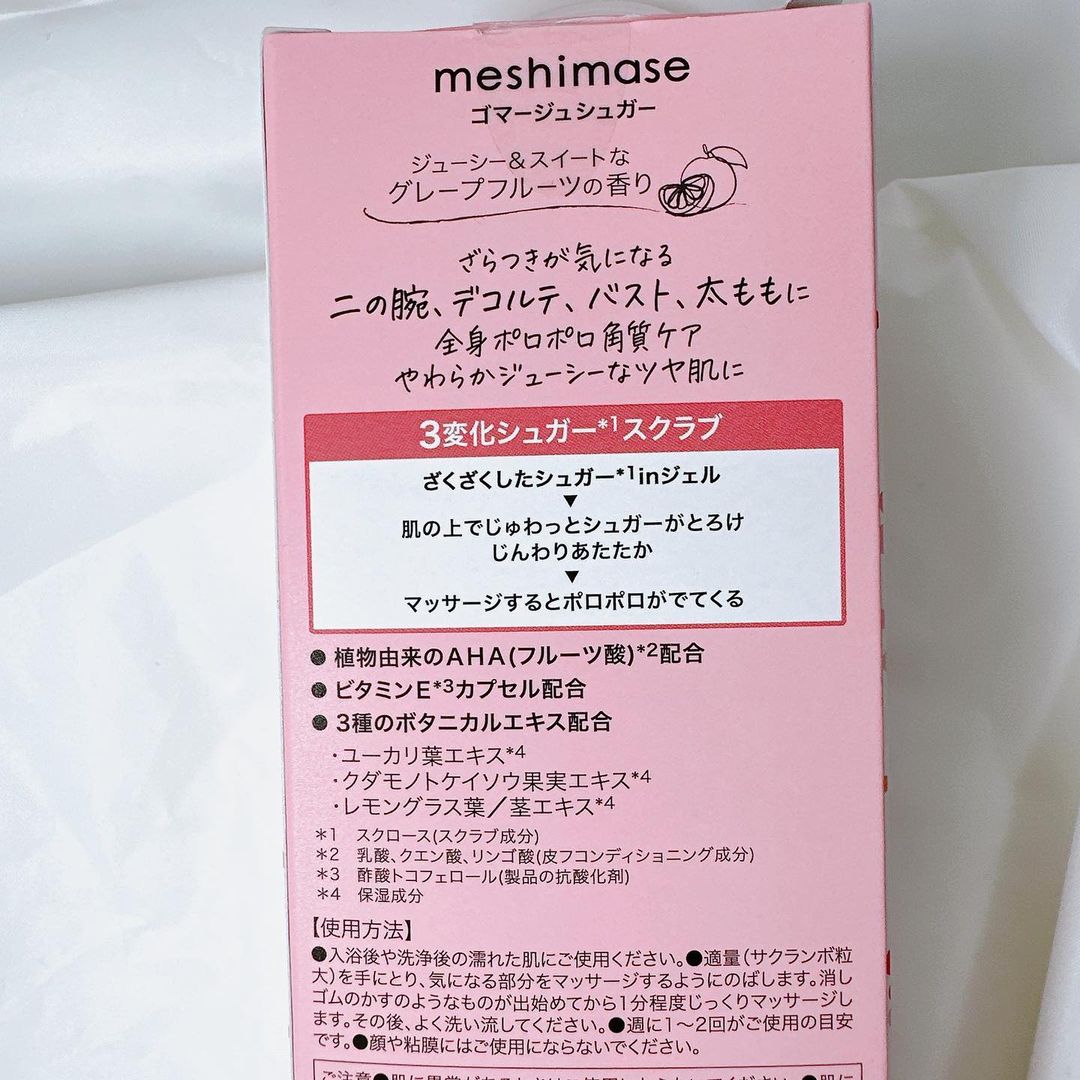 meshimase
ゴマージュシュガー
ジューシー&スイートな
グレープフルーツの香り
ざらつきが気になる
二の腕、デコルテ、バスト、太ももに
全身ポロポロ角質ケア
やわらかジューシーなツヤ肌に
3変化シュガー*1スクラブ
ざくざくしたシュガー*1inジェル
▼
肌の上でじゅわっとシュガーがとろけ
じんわりあたたか
▼
マッサージするとポロポロがでてくる
●植物由来のAHA(フルーツ酸)*2配合
●ビタミンE*3カプセル配合
●3種のボタニカルエキス配合
・ユーカリ葉エキス*4
・クダモノトケイソウ果実エキス*4
・レモングラス葉／茎エキス*4
*1 スクロース(スクラブ成分)
*2 乳酸、クエン酸、リンゴ酸(皮フコンディショニング成分)
*3 酢酸トコフェロール(製品の抗酸化剤)
*4 保湿成分
【使用方法】
●入浴後や洗浄後の濡れた肌にご使用ください。●適量(サクランボ粒
大)を手にとり、気になる部分をマッサージするようにのばします。消し
ゴムのかすのようなものが出始めてから1分程度じっくりマッサージし
ます。その後、よく洗い流してください。●週に1〜2回がご使用の目安
です。●顔や粘膜にはご使用にならないでください。